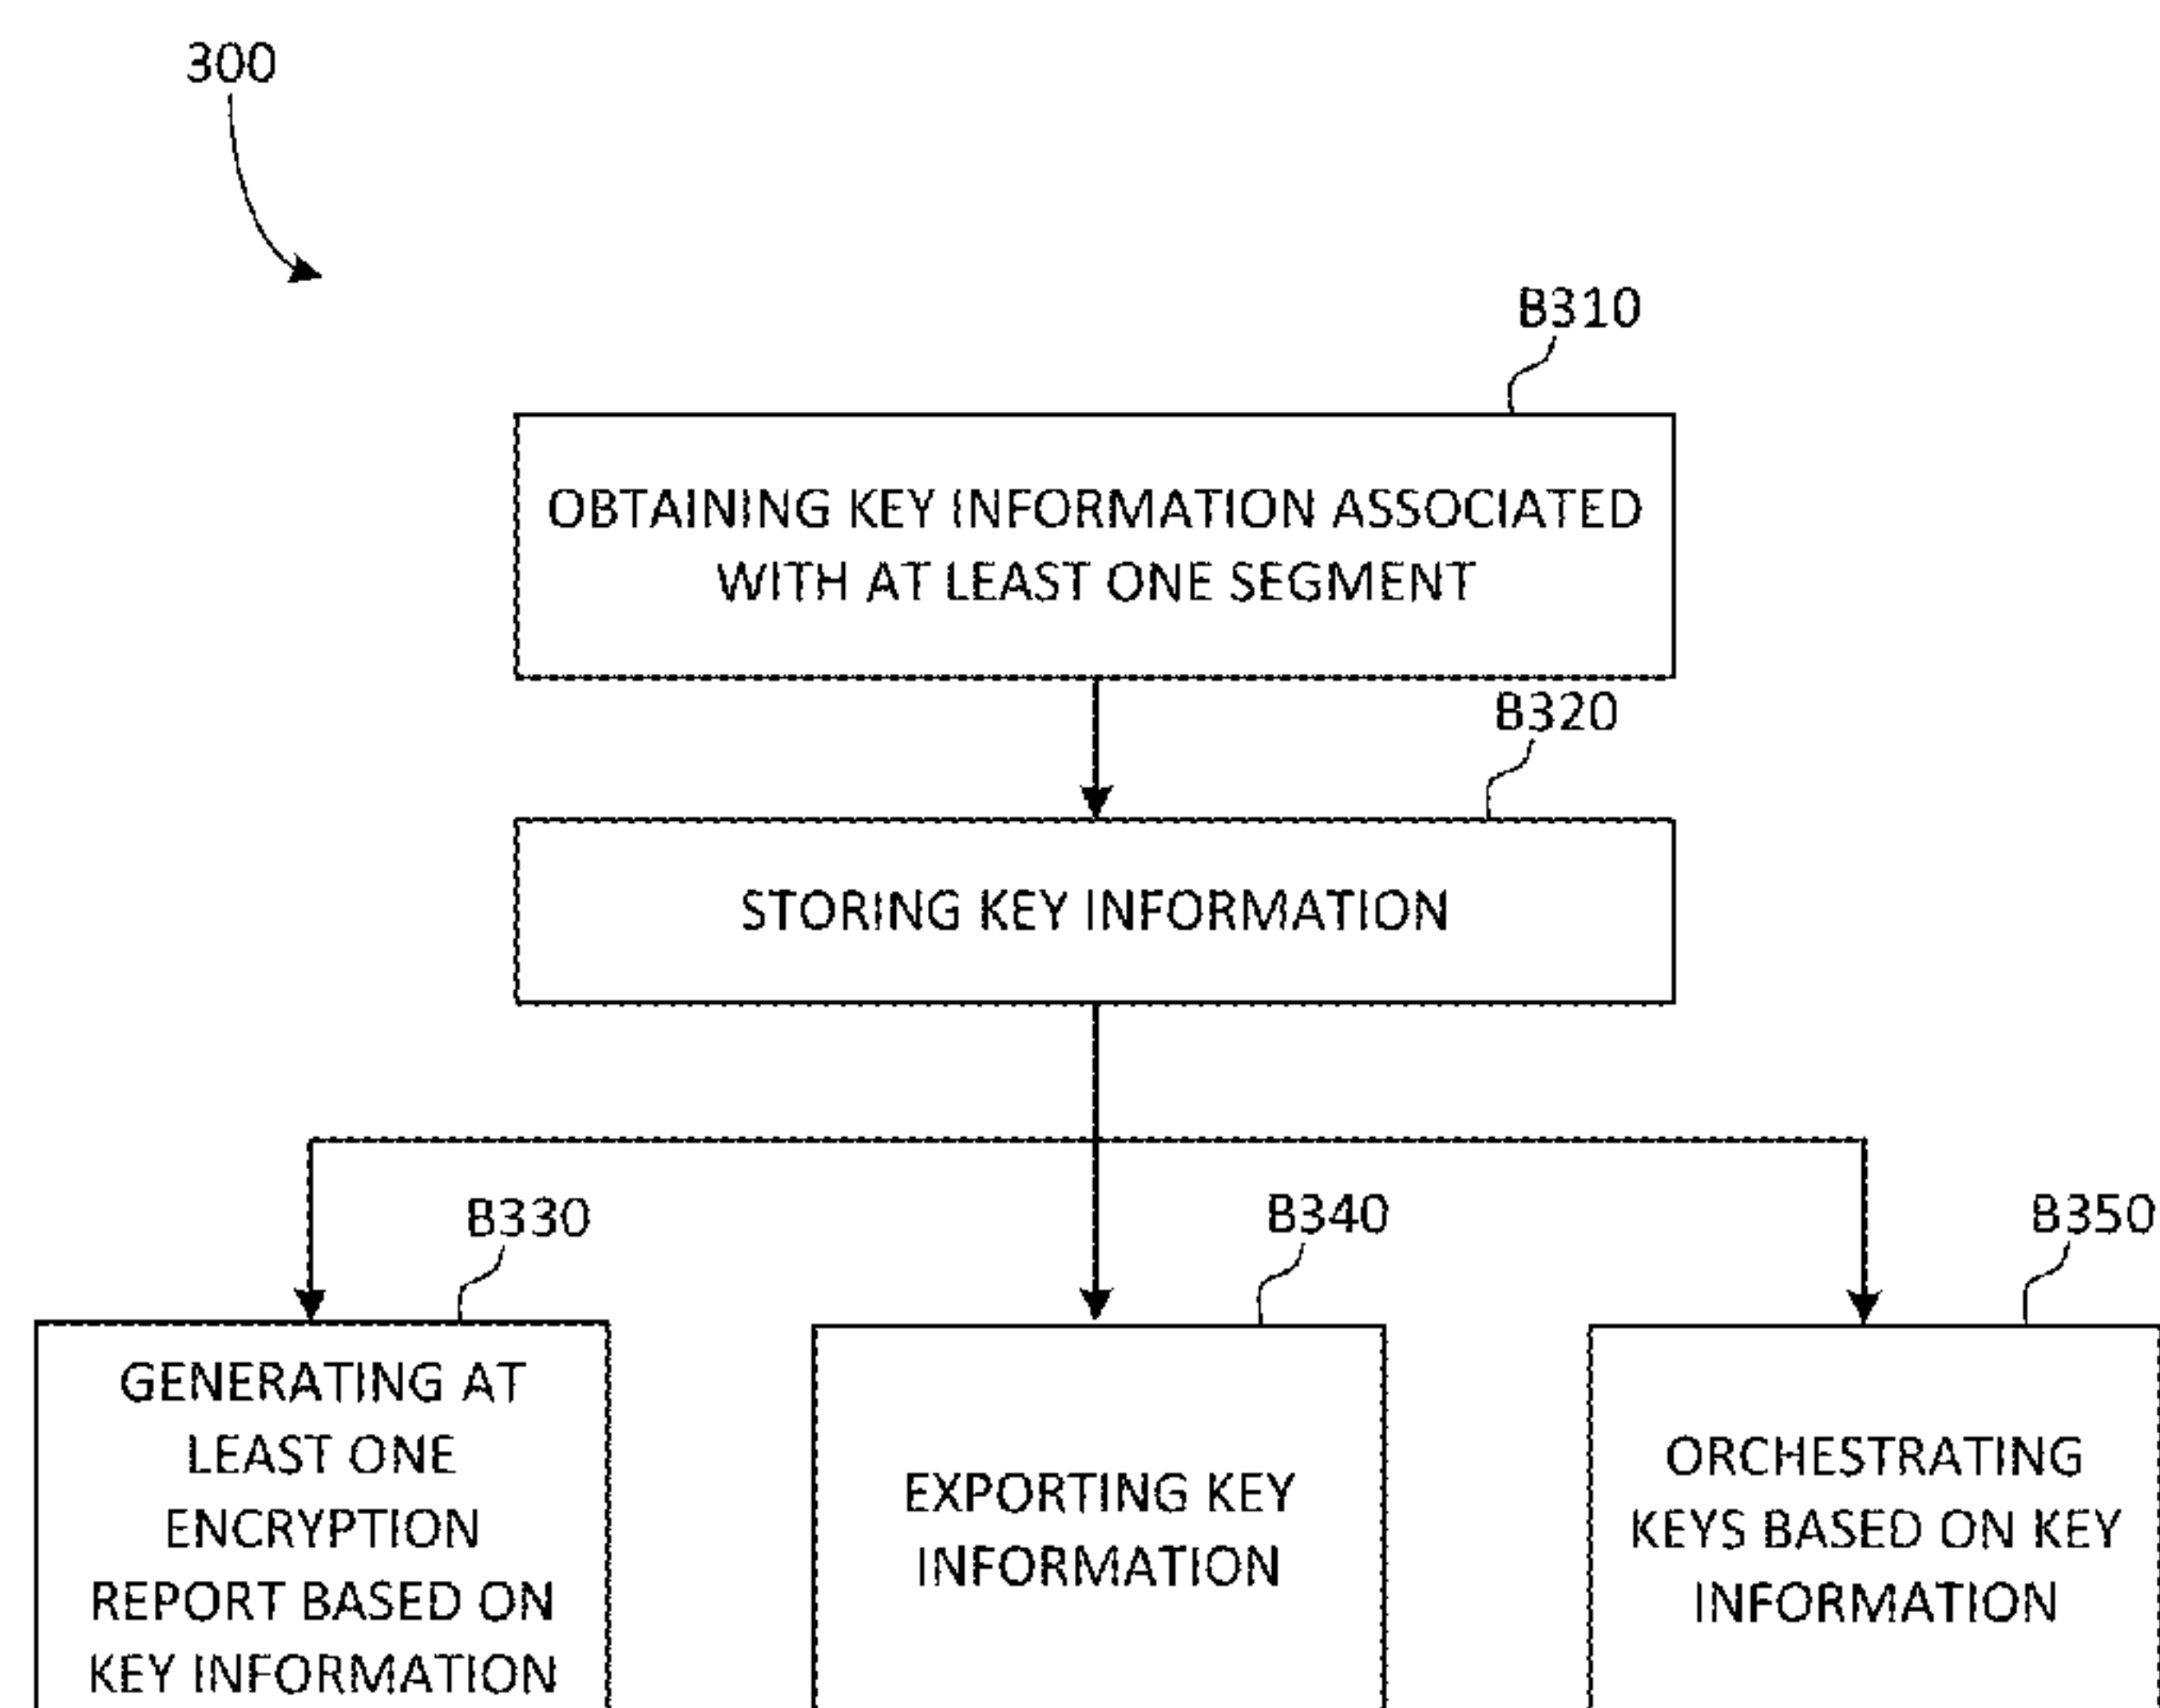 300
B310
OBTAINING KEY INFORMATION ASSOCIATED
WITH AT LEAST ONE SEGMENT
B320
STORING KEY INFORMATION
B330
GENERATING AT
LEAST ONE
ENCRYPTION
REPORT BASED ON
KEY INFORMATION
B340
EXPORTING KEY
INFORMATION
B350
ORCHESTRATING
KEYS BASED ON KEY
INFORMATION